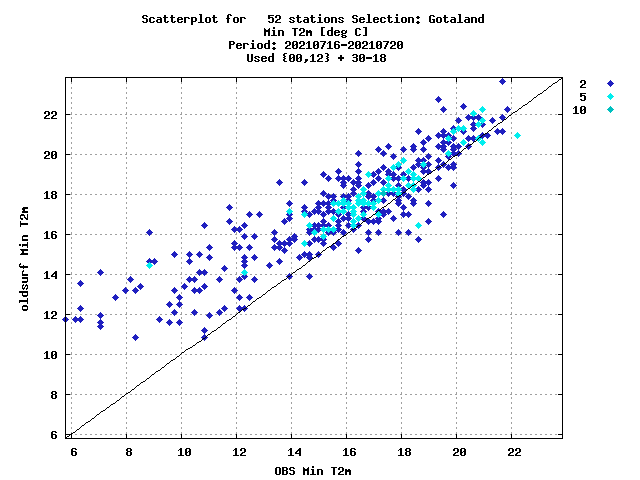 Scatterplot for   52 stations Selection: Gotaland
Min T2m [deg C]
Period: 20210716-20210720
Used {00,12} + 30-18
2
5
10
22
20
18
16
14
12
10
8
6
oldsurf Min T2m
6 8 10 12 14 16 18 20 22
OBS Min T2m